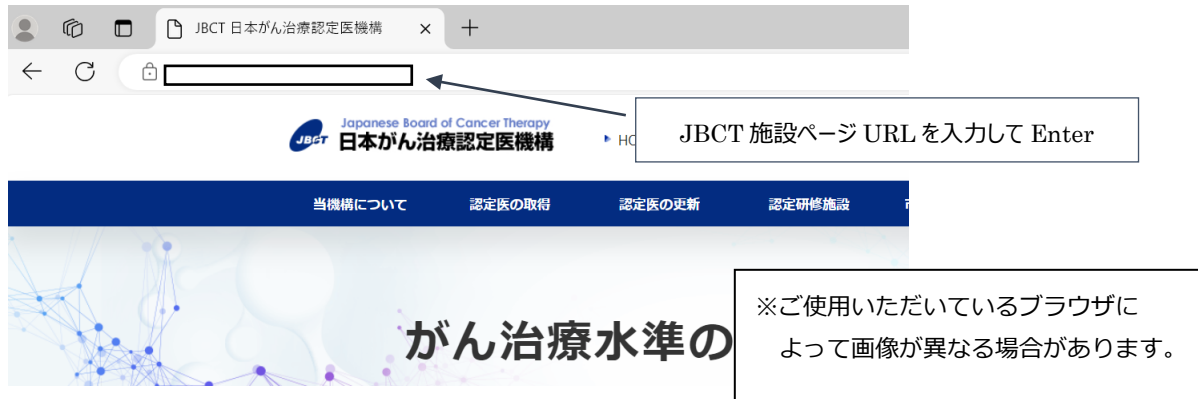 JBCT 日本がん治療認定医機構
Japanese Board of Cancer Therapy
JBCT 日本がん治療認定医機構
JBCT 施設ページ URL を入力して Enter
当機構について 認定医の取得 認定医の更新 認定研修施設
がん治療水準の
※ご使用いただいているブラウザに
よって画像が異なる場合があります。